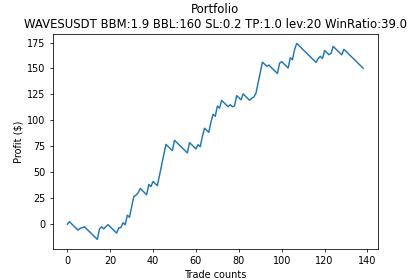 Portfolio
WAVESUSDT BBM:1.9 BBL:160 SL:0.2 TP:1.0 lev:20 WinRatio:39.0
175
150
125
100
75
50
25
0
Profit ($)
0 20 40 60 80 100 120 140
Trade counts